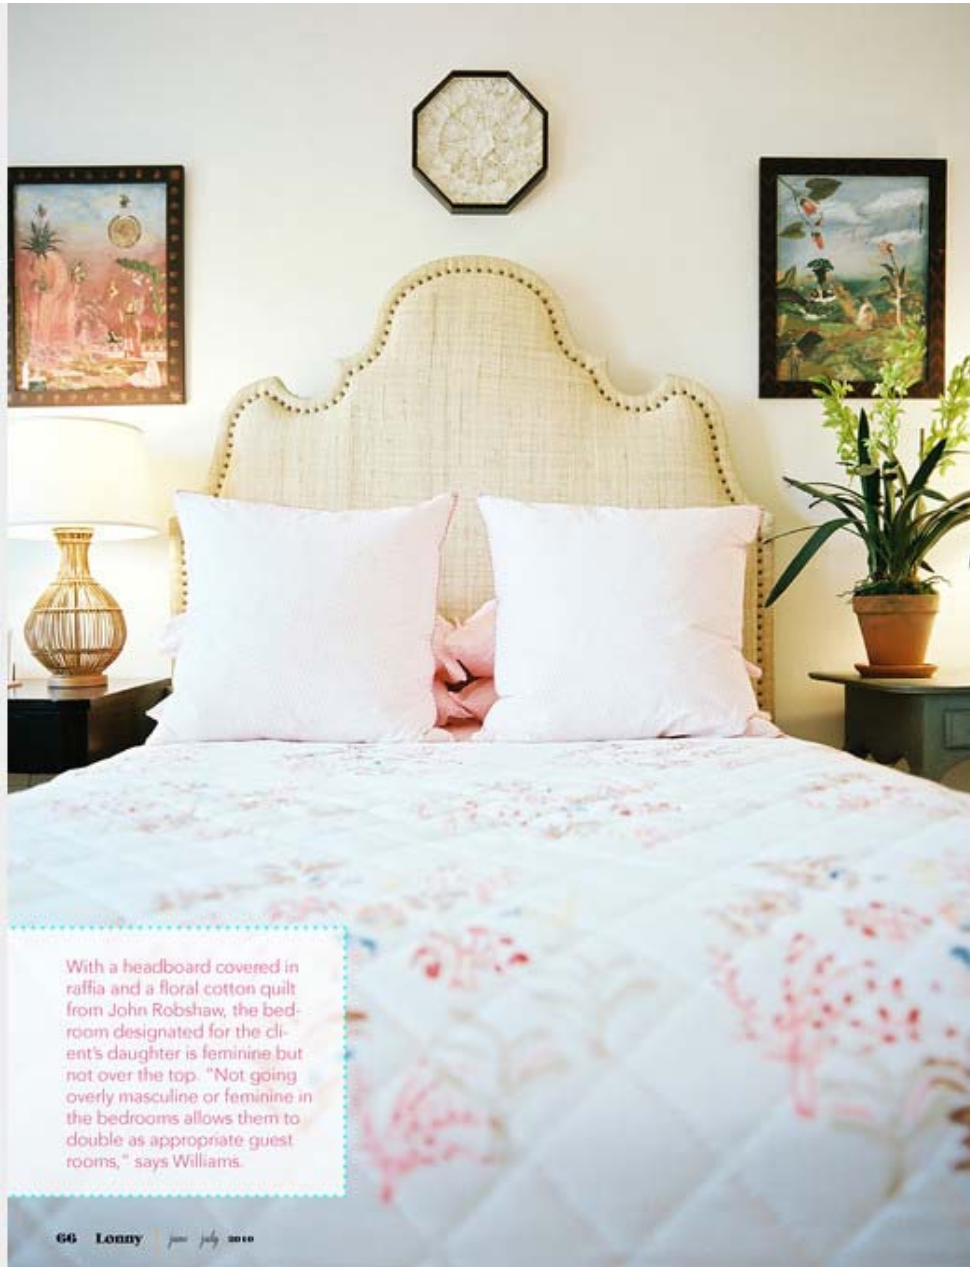 With a headboard covered in
raffia and a floral cotton quilt
from John Robshaw, the bed-
room designated for the cli-
ent's daughter is feminine but
not over the top. "Not going
overly masculine or feminine in
the bedrooms allows them to
double as appropriate guest
rooms," says Williams.
66 Lonny june july 2010